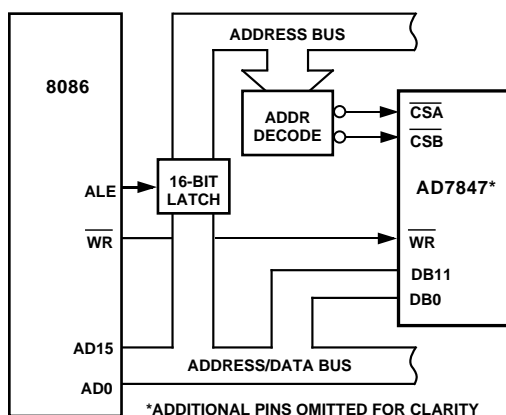 ADDRESS BUS
8086
ADDR
DECODE
CSA
CSB
AD7847*
ALE
16-BIT
LATCH
WR
WR
DB11
DB0
AD15
ADDRESS/DATA BUS
AD0
*ADDITIONAL PINS OMITTED FOR CLARITY